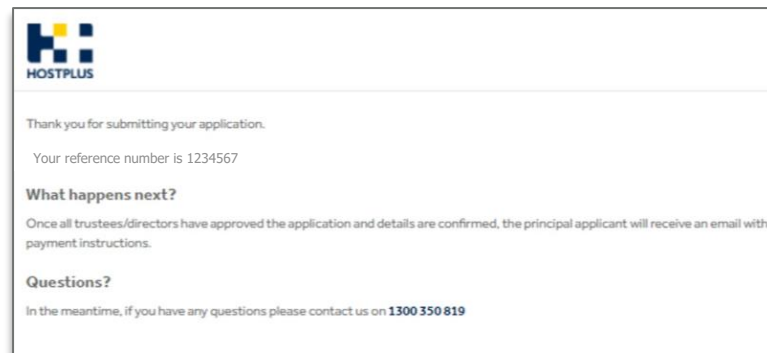 HOSTPLUS
Thank you for submitting your application.
Your reference number is 1234567
What happens next?
Once all trustees/directors have approved the application and details are confirmed, the principal applicant will receive an email with
payment instructions.
Questions?
In the meantime, if you have any questions please contact us on 1300 350 819